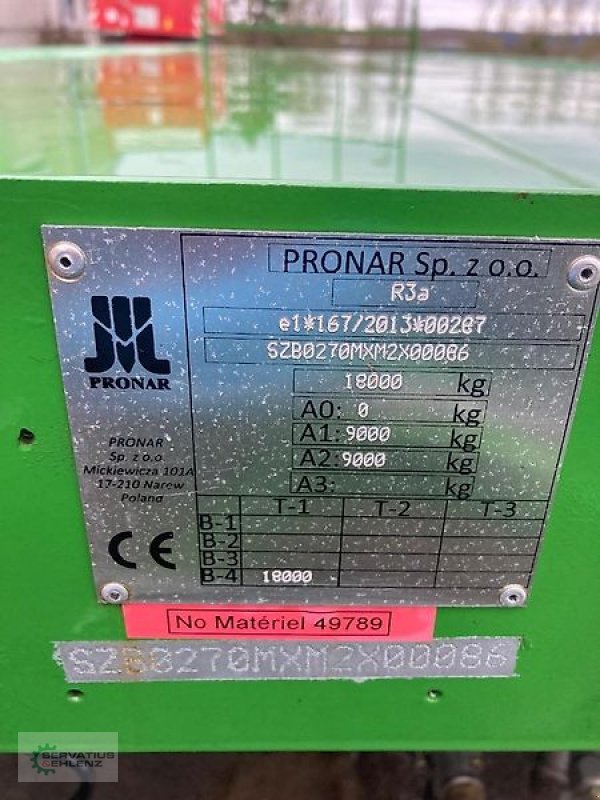 PRONAR Sp. z o.o.
R3a
e1*167/2013*00287
SZB0270MXM2X00086
18000 kg
A0: 0 kg
A1: 9000 kg
A2: 9000 kg
A3: kg
T-1 T-2 T-3
B-1
B-2
B-3
B-4 18000
PRONAR
PRONAR
Sp. z o.o.
Mickiewicza 101A
17-210 Narew
Poland
CE
No Matériel 49789
SZB0270MXM2X00086
SERVATIUS
&EHLENZ